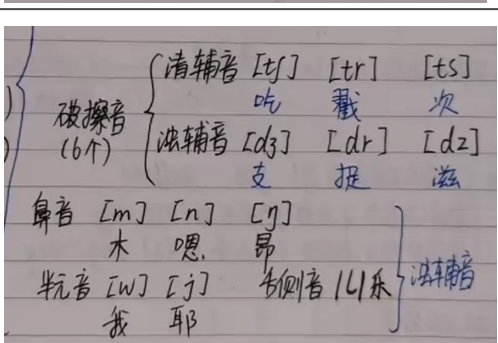 清辅音 [tʃ] [tr] [ts]
吃 戳 次
破擦音
(6个)
浊辅音 [dʒ] [dr] [dz]
支 捉 滋
鼻音 [m] [n] [ŋ]
木 嗯 昂
半元音 [w] [j] 舌侧音 [L] 乐
我 耶
浊辅音